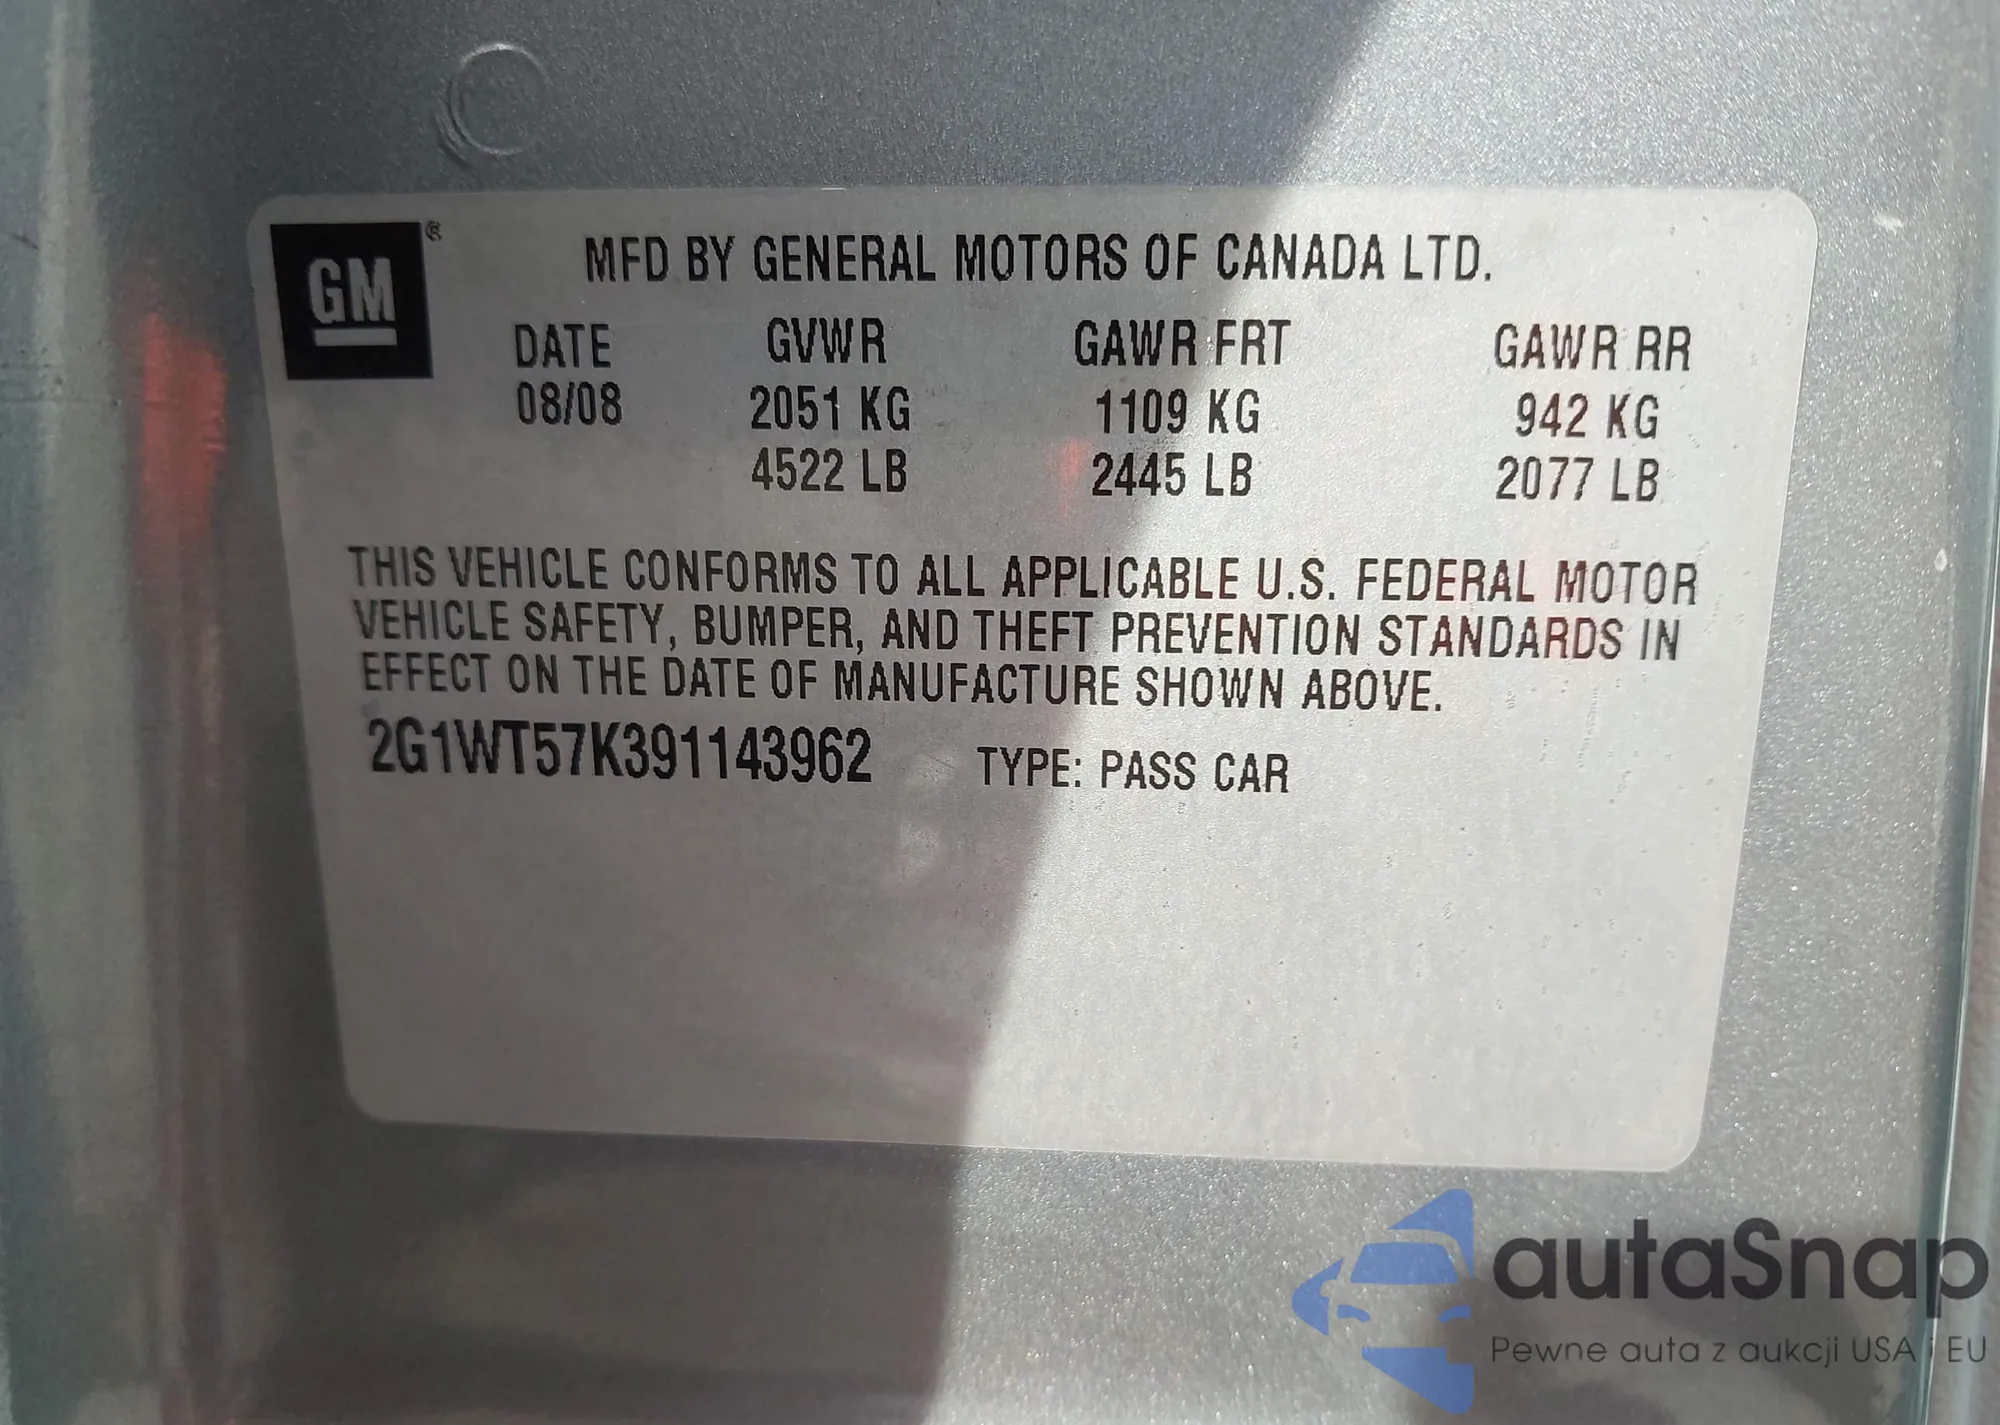 GM ®
MFD BY GENERAL MOTORS OF CANADA LTD.
DATE GVWR GAWR FRT GAWR RR
08/08 2051 KG 1109 KG 942 KG
4522 LB 2445 LB 2077 LB
THIS VEHICLE CONFORMS TO ALL APPLICABLE U.S. FEDERAL MOTOR
VEHICLE SAFETY, BUMPER, AND THEFT PREVENTION STANDARDS IN
EFFECT ON THE DATE OF MANUFACTURE SHOWN ABOVE.
2G1WT57K391143962 TYPE: PASS CAR
autaSnap
Pewne auta z aukcji USA i EU